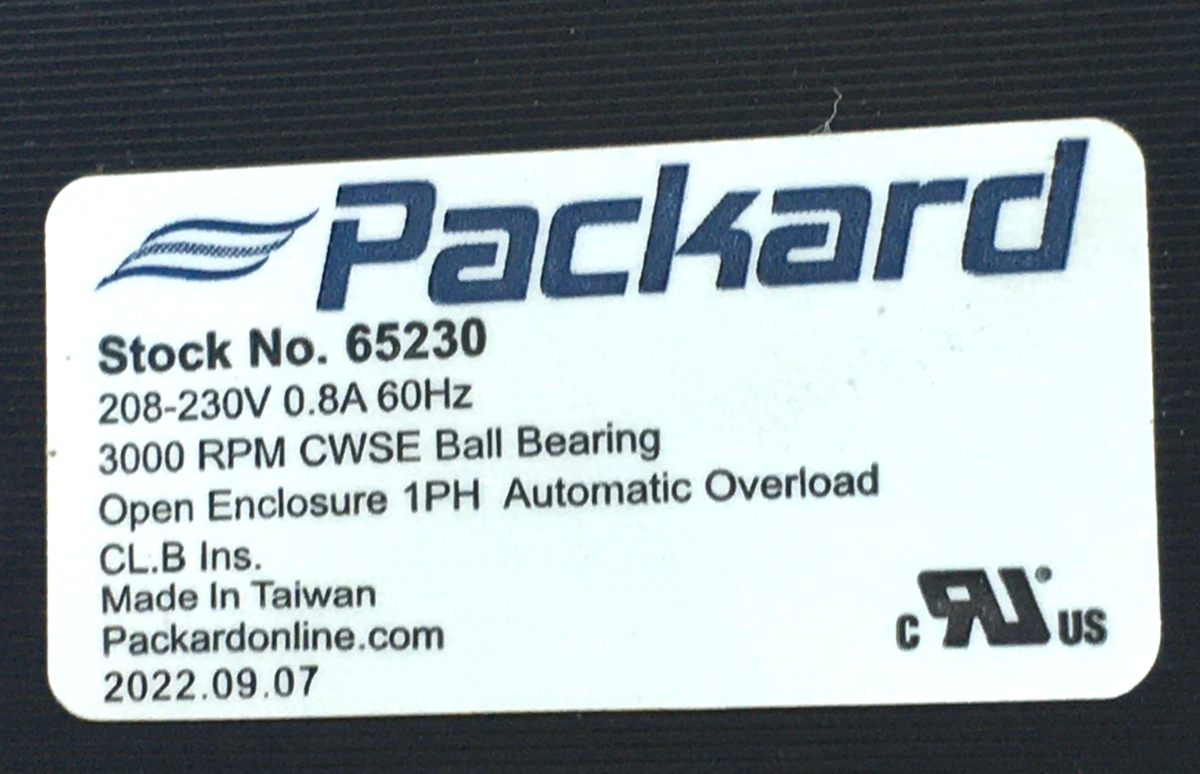 Packard
Stock No. 65230
208-230V 0.8A 60Hz
3000 RPM CWSE Ball Bearing
Open Enclosure 1PH Automatic Overload
CL.B Ins.
Made In Taiwan
Packardonline.com
2022.09.07
c RU® US